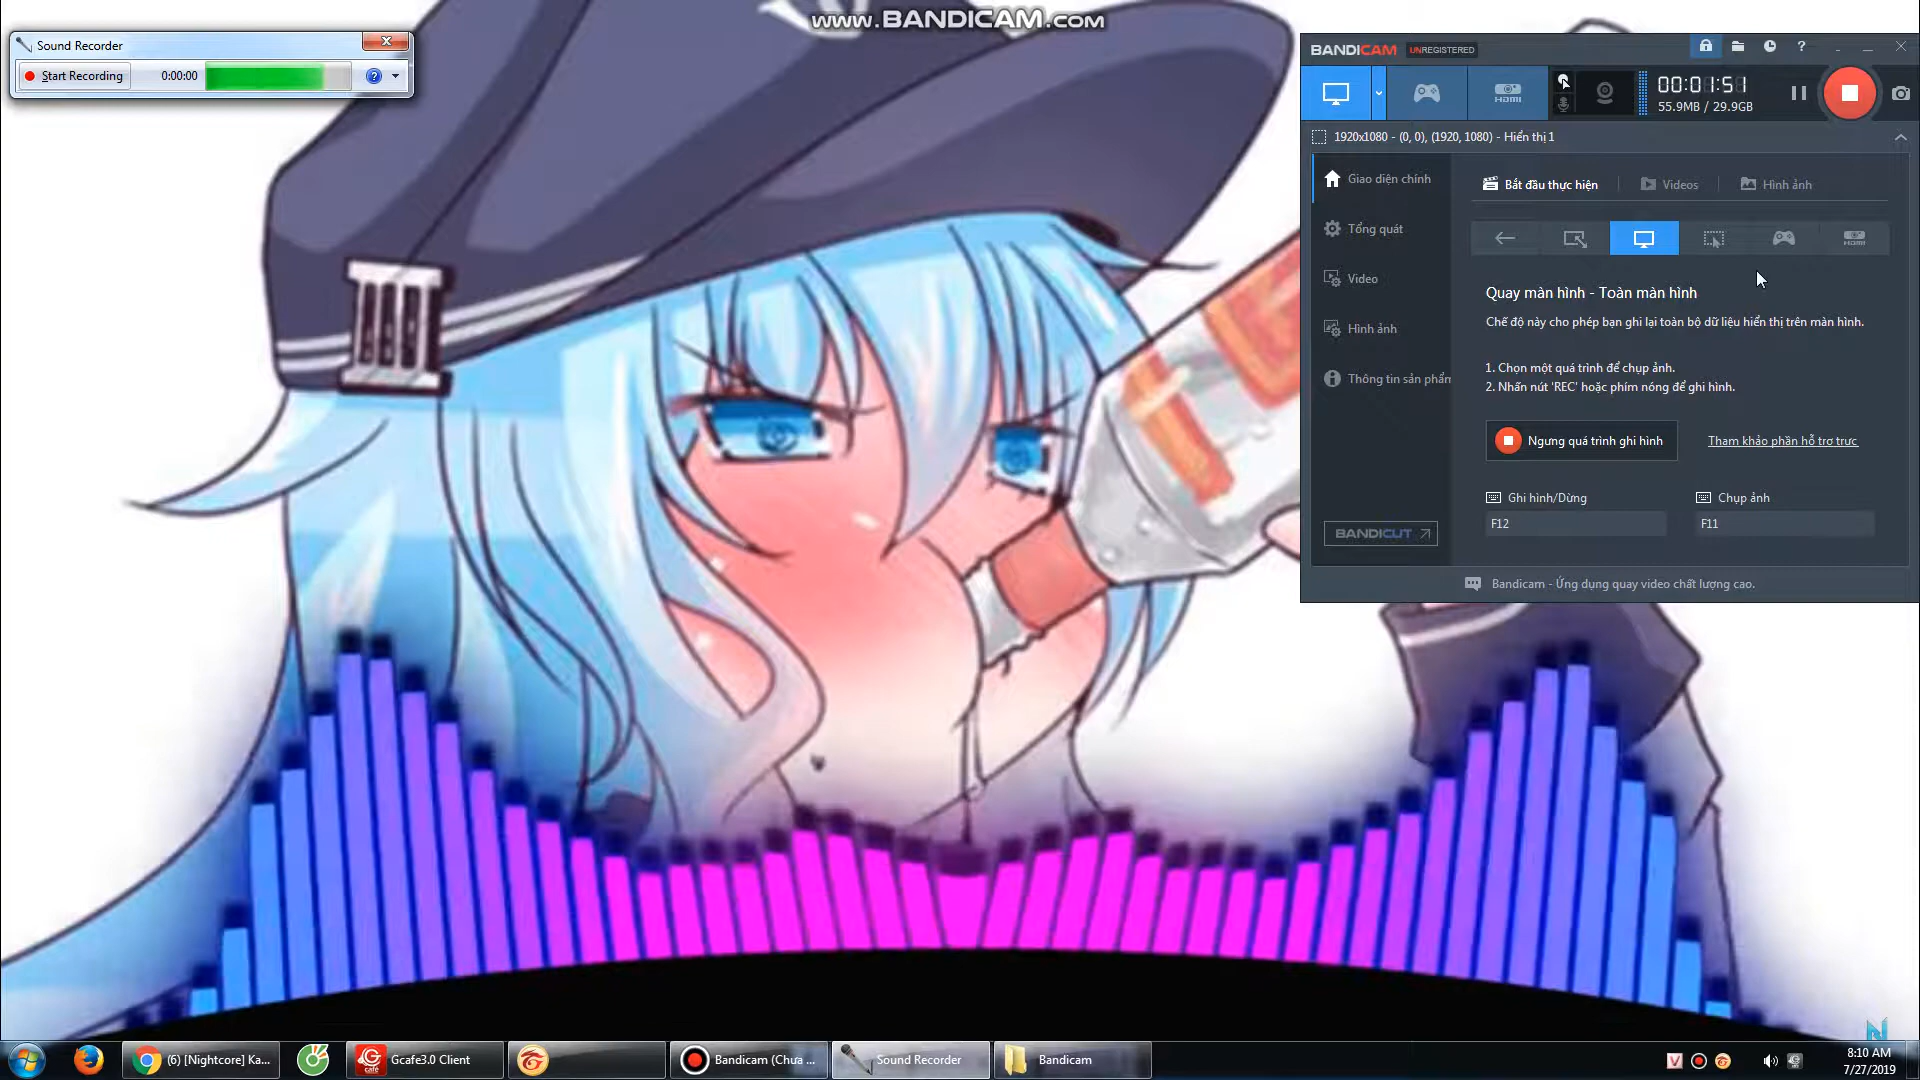 www.BANDICAM.com
Sound Recorder
Start Recording
0:00:00
BANDICAM
UNREGISTERED
HDMI
00:01:51
55.9MB / 29.9GB
1920x1080 - (0, 0), (1920, 1080) - Hiển thị 1
Giao diện chính
Tổng quát
Video
Hình ảnh
Thông tin sản phẩm
BANDICUT
Bắt đầu thực hiện
Videos
Hình ảnh
HDMI
Quay màn hình - Toàn màn hình
Chế độ này cho phép bạn ghi lại toàn bộ dữ liệu hiển thị trên màn hình.
1. Chọn một quá trình để chụp ảnh.
2. Nhấn nút 'REC' hoặc phím nóng để ghi hình.
Ngưng quá trình ghi hình
Tham khảo phần hỗ trợ trực
Ghi hình/Dừng
Chụp ảnh
F12
F11
Bandicam - Ứng dụng quay video chất lượng cao.
(6) [Nightcore] Ka...
Gcafe3.0 Client
Bandicam (Chưa ...
Sound Recorder
Bandicam
8:10 AM
7/27/2019